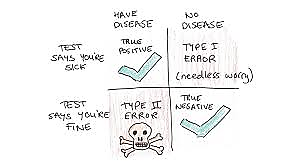 HAVE DISEASE
NO DISEASE
TEST SAYS YOU'RE SICK
TRUE POSITIVE
TYPE I ERROR
(needless worry)
TEST SAYS YOU'RE FINE
TYPE II ERROR
TRUE NEGATIVE